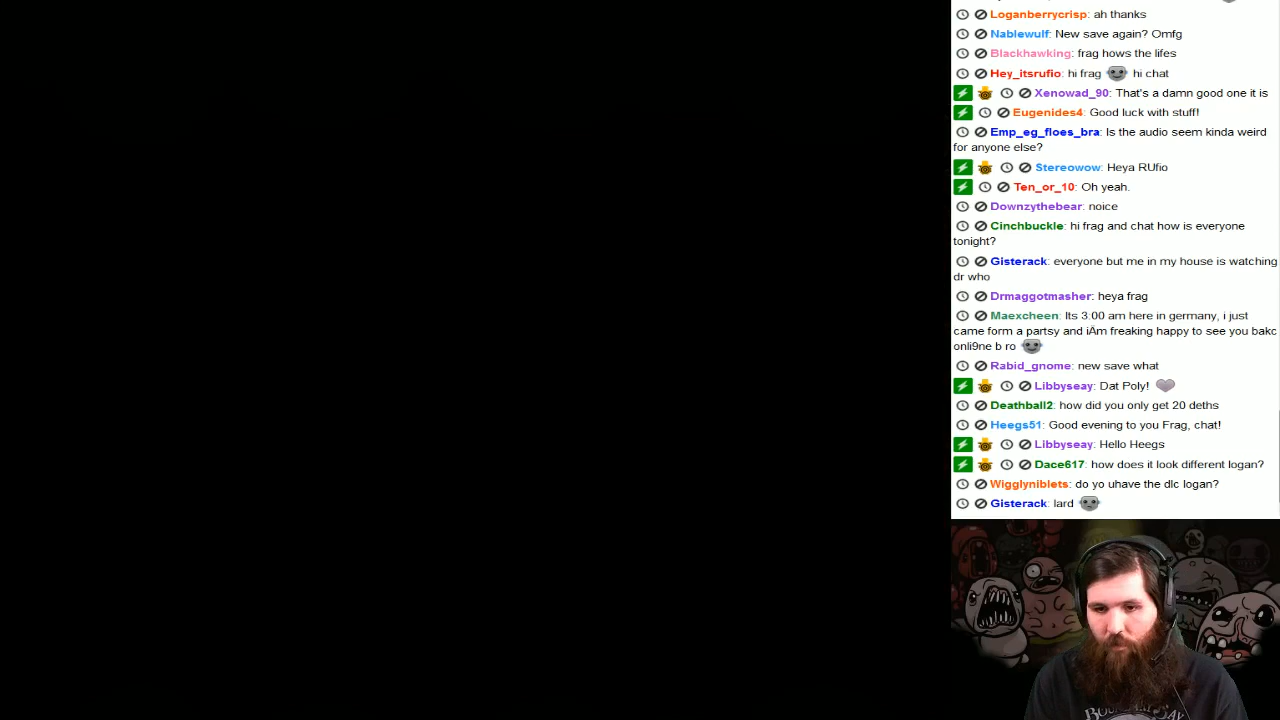 Loganberrycrisp: ah thanks
Nablewulf: New save again? Omfg
Blackhawking: frag hows the lifes
Hey_itsrufio: hi frag hi chat
Xenowad_90: That's a damn good one it is
Eugenides4: Good luck with stuff!
Emp_eg_floes_bra: Is the audio seem kinda weird
for anyone else?
Stereowow: Heya RUfio
Ten_or_10: Oh yeah.
Downzythebear: noice
Cinchbuckle: hi frag and chat how is everyone
tonight?
Gisterack: everyone but me in my house is watching
dr who
Drmaggotmasher: heya frag
Maexcheen: Its 3:00 am here in germany, i just
came form a partsy and iÄm freaking happy to see you bakc
onli9ne b ro
Rabid_gnome: new save what
Libbyseay: Dat Poly!
Deathball2: how did you only get 20 deths
Heegs51: Good evening to you Frag, chat!
Libbyseay: Hello Heegs
Dace617: how does it look different logan?
Wigglyniblets: do yo uhave the dlc logan?
Gisterack: lard